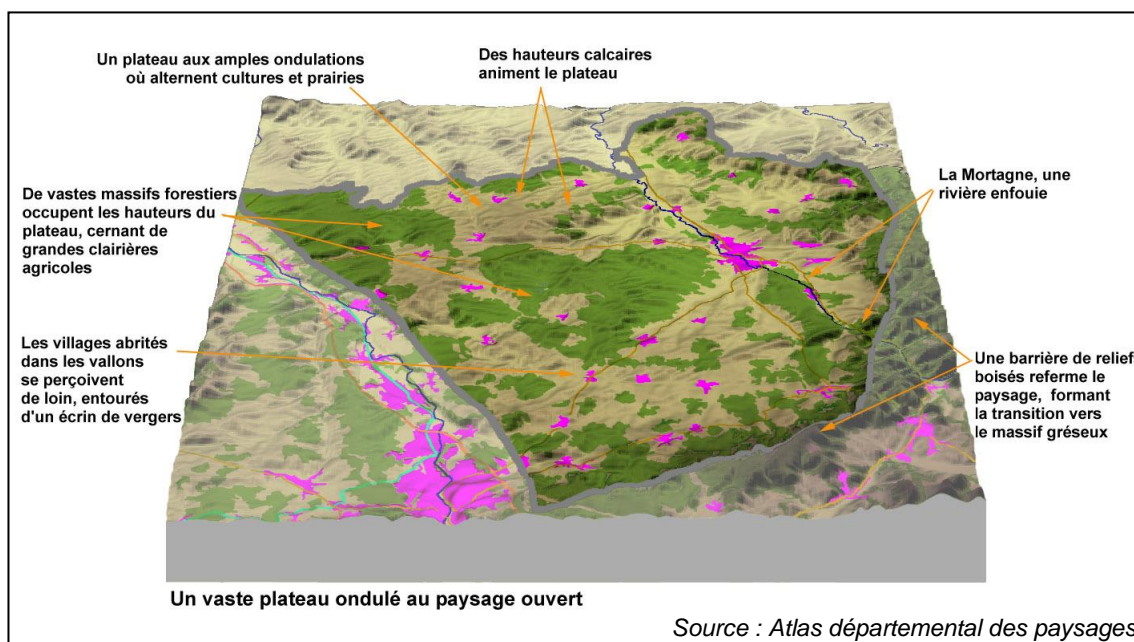 Un plateau aux amples ondulations
où alternent cultures et prairies
Des hauteurs calcaires
animent le plateau
De vastes massifs forestiers
occupent les hauteurs du
plateau, cernant de
grandes clairières
agricoles
La Mortagne, une
rivière enfouie
Les villages abrités
dans les vallons
se perçoivent
de loin, entourés
d'un écrin de vergers
Une barrière de relief
boisés referme le
paysage, formant
la transition vers
le massif gréseux
Un vaste plateau ondulé au paysage ouvert
Source : Atlas départemental des paysages